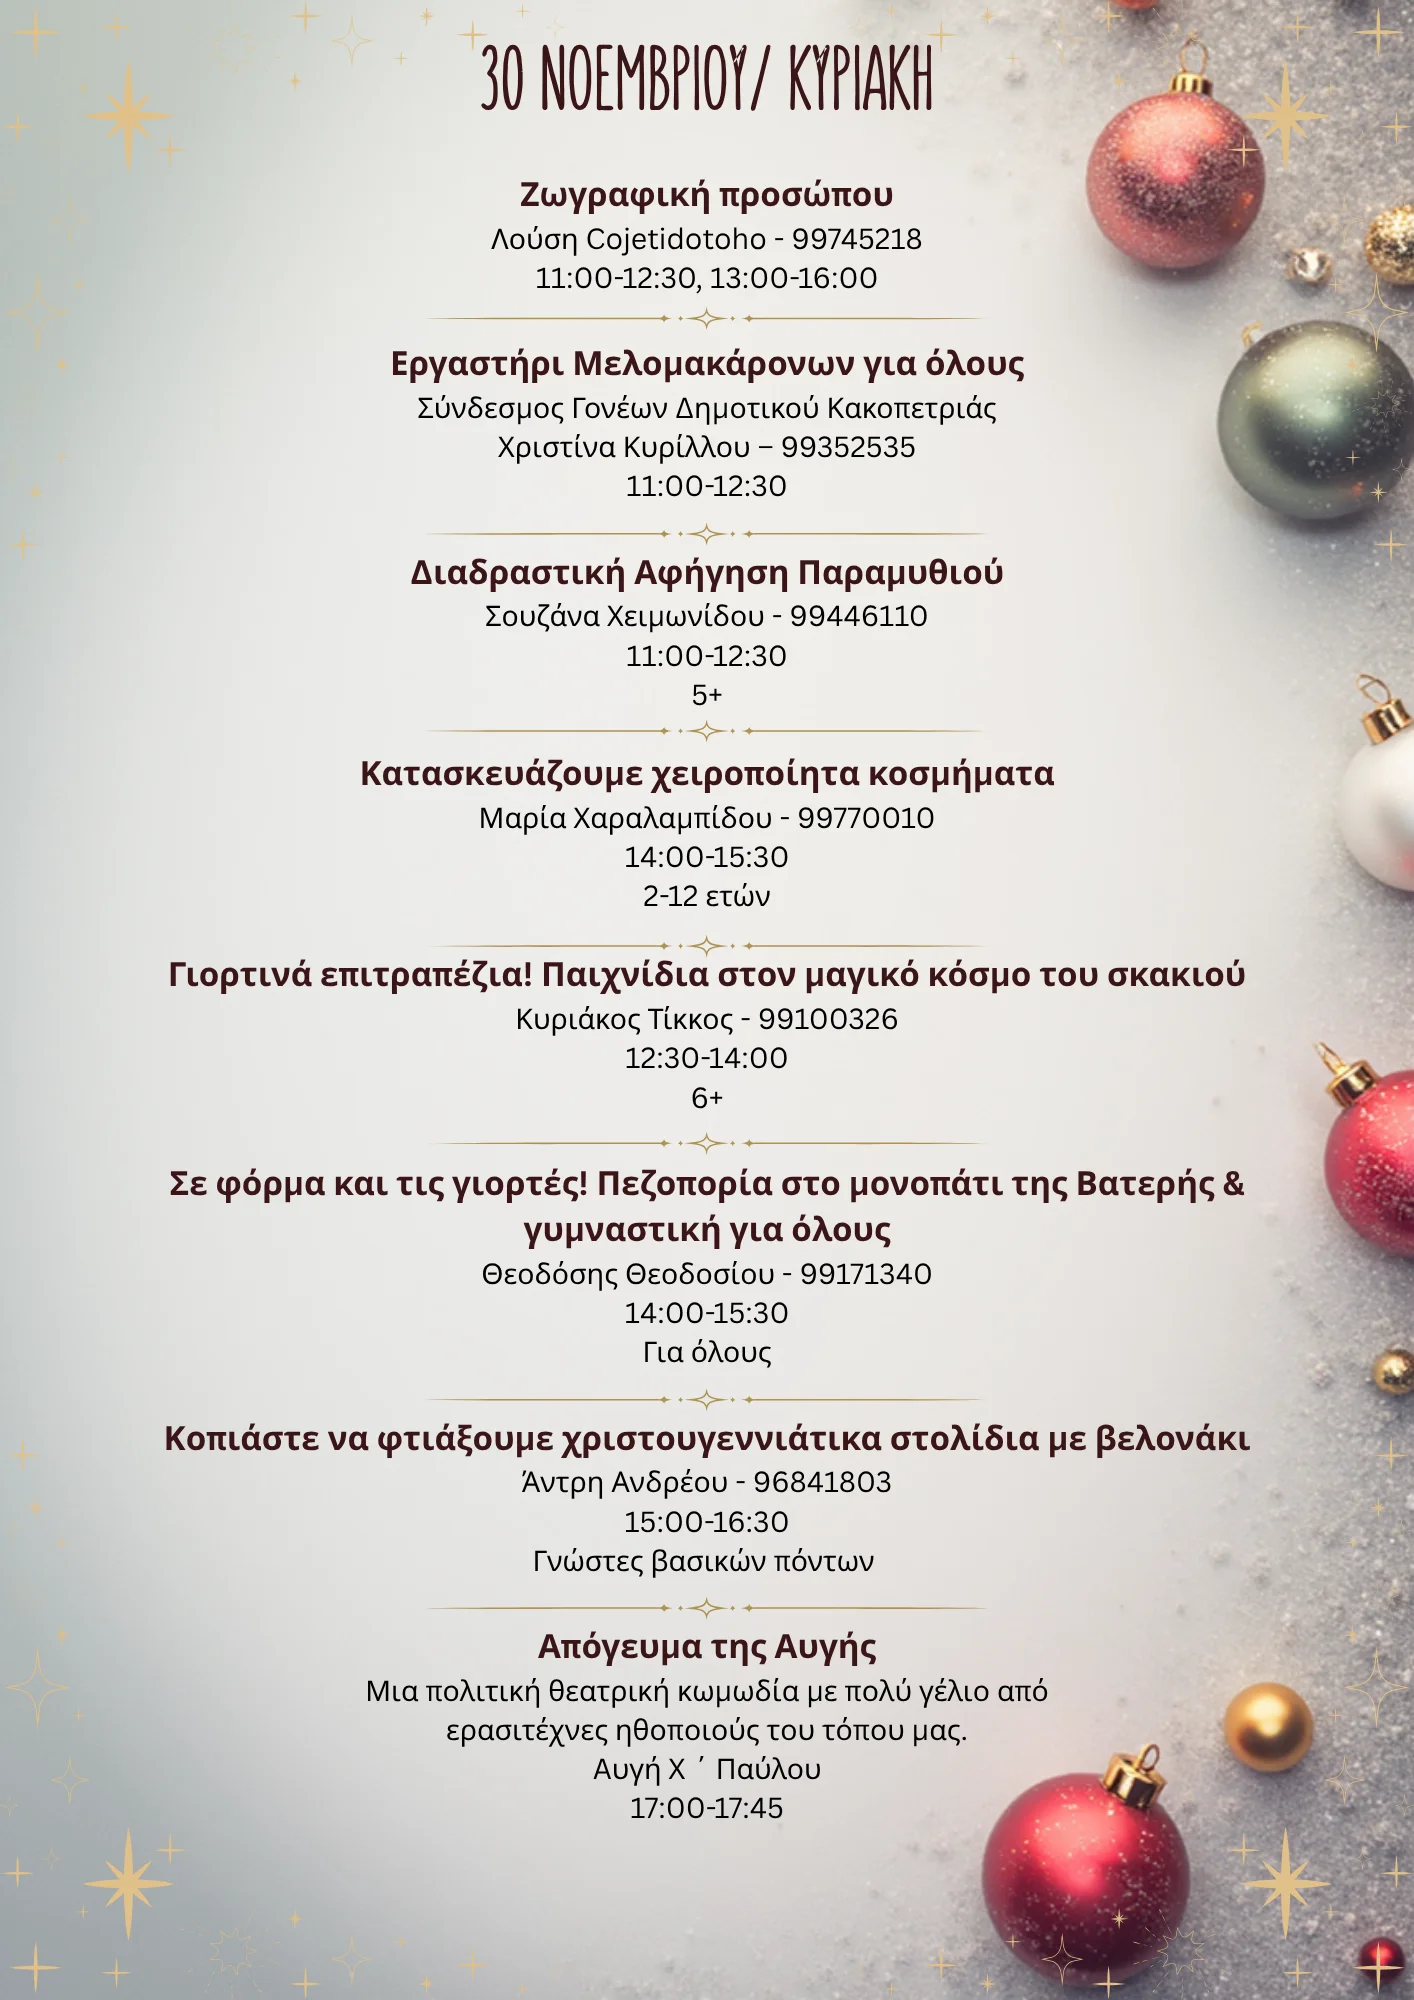 30 ΝΟΕΜΒΡΙΟΥ/ ΚΥΡΙΑΚΗ
Ζωγραφική προσώπου
Λούση Cojetidotoho - 99745218
11:00-12:30, 13:00-16:00
Εργαστήρι Μελομακάρονων για όλους
Σύνδεσμος Γονέων Δημοτικού Κακοπετριάς
Χριστίνα Κυρίλλου – 99352535
11:00-12:30
Διαδραστική Αφήγηση Παραμυθιού
Σουζάνα Χειμωνίδου - 99446110
11:00-12:30
5+
Κατασκευάζουμε χειροποίητα κοσμήματα
Μαρία Χαραλαμπίδου - 99770010
14:00-15:30
2-12 ετών
Γιορτινά επιτραπέζια! Παιχνίδια στον μαγικό κόσμο του σκακιού
Κυριάκος Τίκκος - 99100326
12:30-14:00
6+
Σε φόρμα και τις γιορτές! Πεζοπορία στο μονοπάτι της Βατερής &
γυμναστική για όλους
Θεοδόσης Θεοδοσίου - 99171340
14:00-15:30
Για όλους
Κοπιάστε να φτιάξουμε χριστουγεννιάτικα στολίδια με βελονάκι
Άντρη Ανδρέου - 96841803
15:00-16:30
Γνώστες βασικών πόντων
Απόγευμα της Αυγής
Μια πολιτική θεατρική κωμωδία με πολύ γέλιο από
ερασιτέχνες ηθοποιούς του τόπου μας.
Αυγή Χ ΄ Παύλου
17:00-17:45